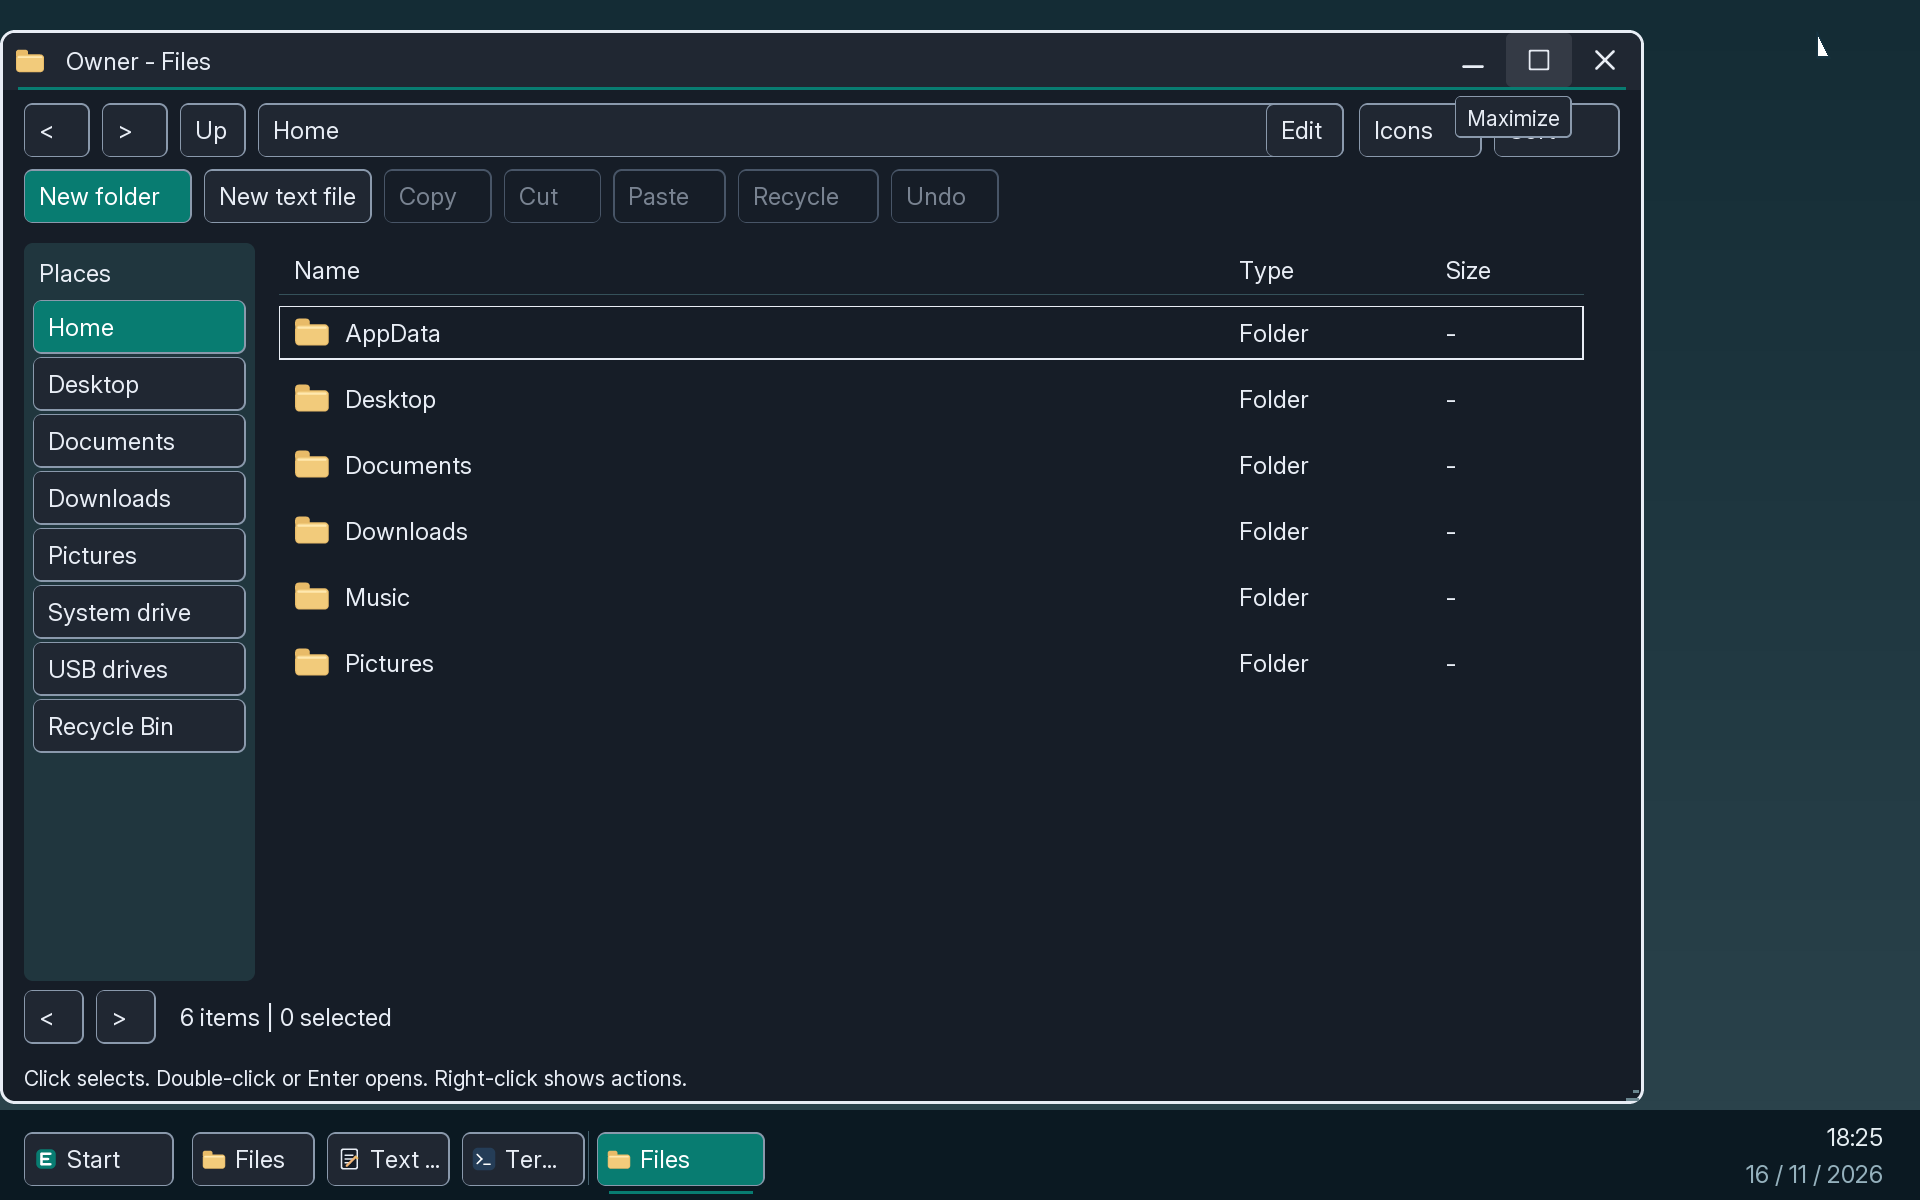 Owner - Files
< > Up Home Edit Icons Maximize
New folder New text file Copy Cut Paste Recycle Undo
Places
Home
Desktop
Documents
Downloads
Pictures
System drive
USB drives
Recycle Bin
Name Type Size
AppData Folder -
Desktop Folder -
Documents Folder -
Downloads Folder -
Music Folder -
Pictures Folder -
< > 6 items | 0 selected
Click selects. Double-click or Enter opens. Right-click shows actions.
E Start Files Text ... Ter... Files
18:25
16 / 11 / 2026